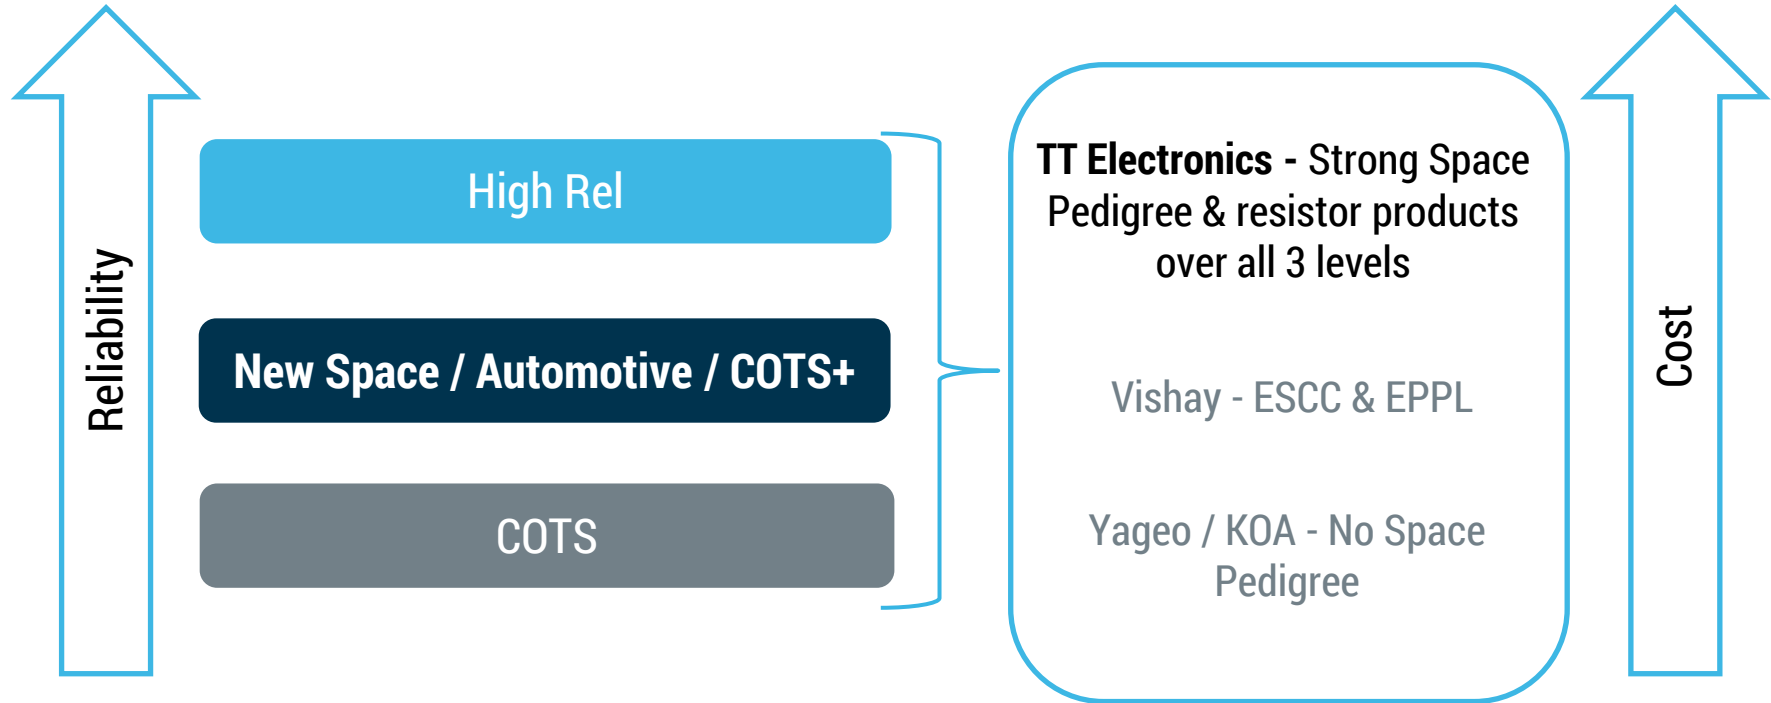 Reliability
High Rel
New Space / Automotive / COTS+
COTS
TT Electronics - Strong Space
Pedigree & resistor products
over all 3 levels
Vishay - ESCC & EPPL
Yageo / KOA - No Space
Pedigree
Cost